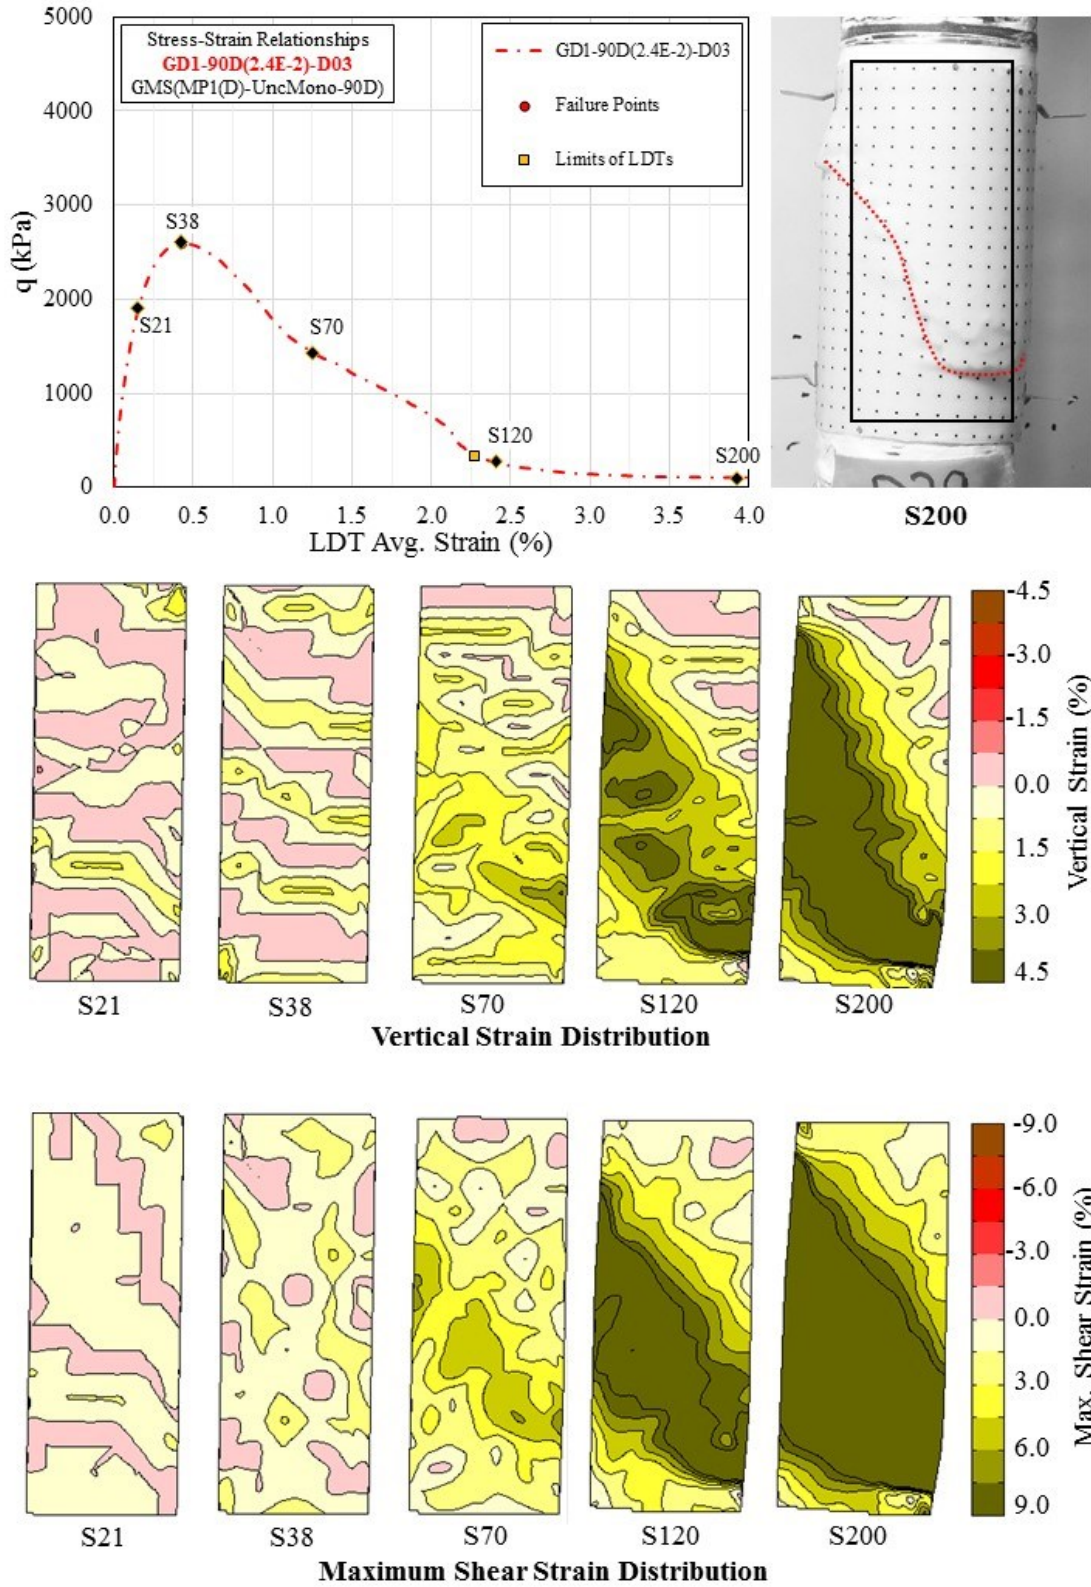 Stress-Strain Relationships
GD1-90D(2.4E-2)-D03
GMS(MP1(D)-UncMono-90D)
GD1-90D(2.4E-2)-D03
Failure Points
Limits of LDTs
5000
4000
3000
2000
1000
0
q (kPa)
S38
S21
S70
S120
S200
0.0 0.5 1.0 1.5 2.0 2.5 3.0 3.5 4.0
LDT Avg. Strain (%)
S200
-4.5
-3.0
-1.5
0.0
1.5
3.0
4.5
Vertical Strain (%)
S21 S38 S70 S120 S200
Vertical Strain Distribution
-9.0
-6.0
-3.0
0.0
3.0
6.0
9.0
Max. Shear Strain (%)
S21 S38 S70 S120 S200
Maximum Shear Strain Distribution